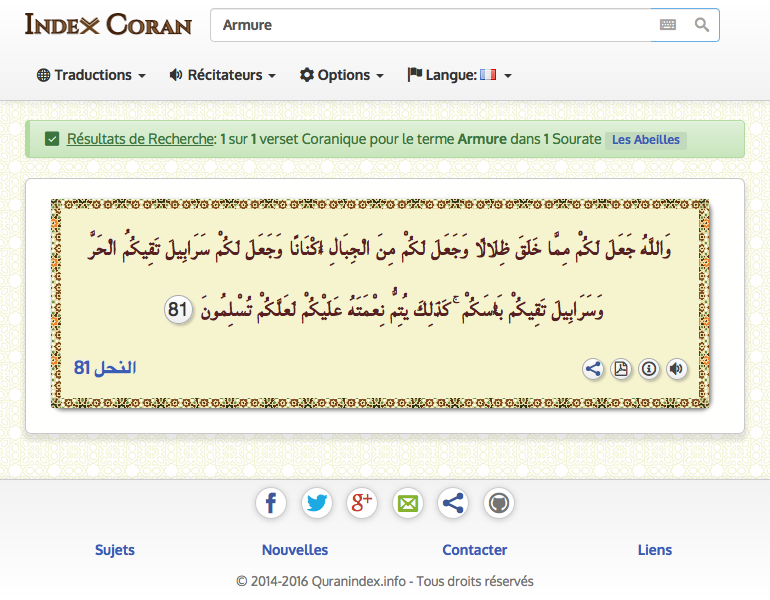 INDEX CORAN
Armure
Traductions
Récitateurs
Options
Langue:
Résultats de Recherche: 1 sur 1 verset Coranique pour le terme Armure dans 1 Sourate Les Abeilles
وَاللَّهُ جَعَلَ لَكُمْ مِمَّا خَلَقَ ظِلَالًا وَجَعَلَ لَكُمْ مِنَ الْجِبَالِ أَكْنَانًا وَجَعَلَ لَكُمْ سَرَابِيلَ تَقِيكُمُ الْحَرَّ
وَسَرَابِيلَ تَقِيكُمْ بَأْسَكُمْ ۚ كَذَٰلِكَ يُتِمُّ نِعْمَتَهُ عَلَيْكُمْ لَعَلَّكُمْ تُسْلِمُونَ 81
النحل 81
Sujets
Nouvelles
Contacter
Liens
© 2014-2016 Quranindex.info - Tous droits réservés